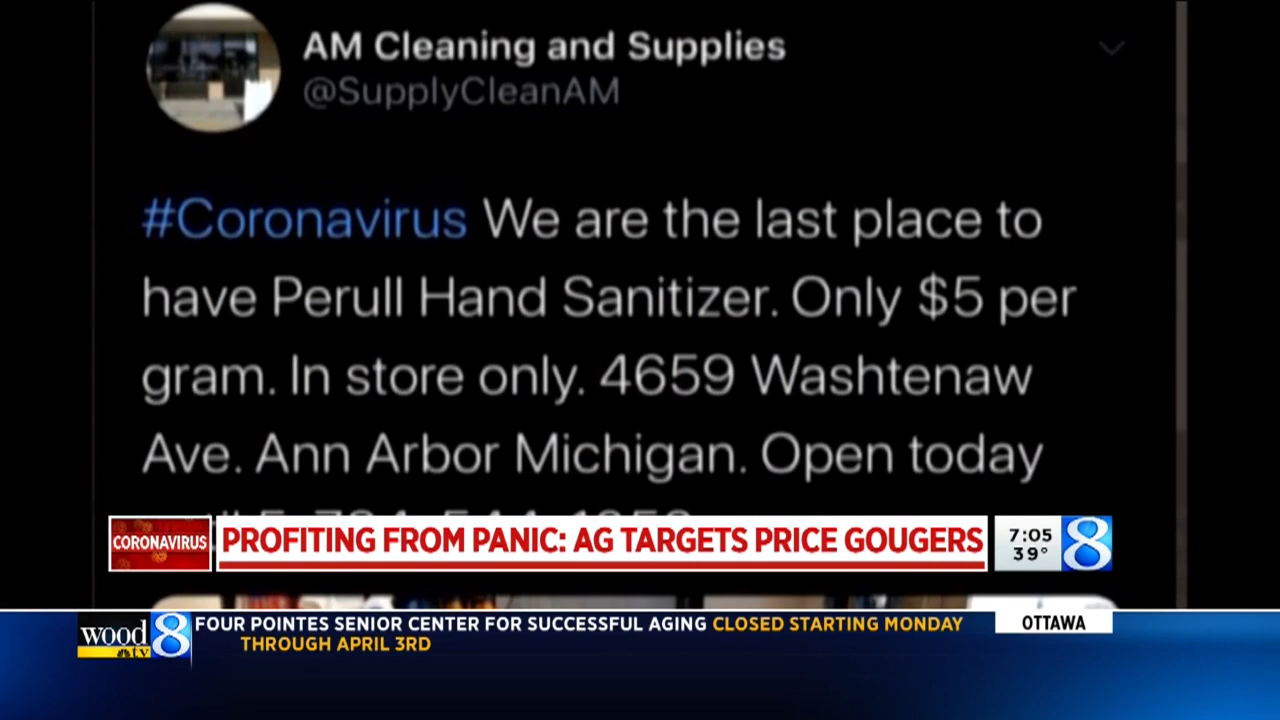 AM Cleaning and Supplies
@SupplyCleanAM
#Coronavirus We are the last place to
have Perull Hand Sanitizer. Only $5 per
gram. In store only. 4659 Washtenaw
Ave. Ann Arbor Michigan. Open today
CORONAVIRUS
PROFITING FROM PANIC: AG TARGETS PRICE GOUGERS
7:05
39°
8
wood tv 8
FOUR POINTES SENIOR CENTER FOR SUCCESSFUL AGING CLOSED STARTING MONDAY
THROUGH APRIL 3RD
OTTAWA